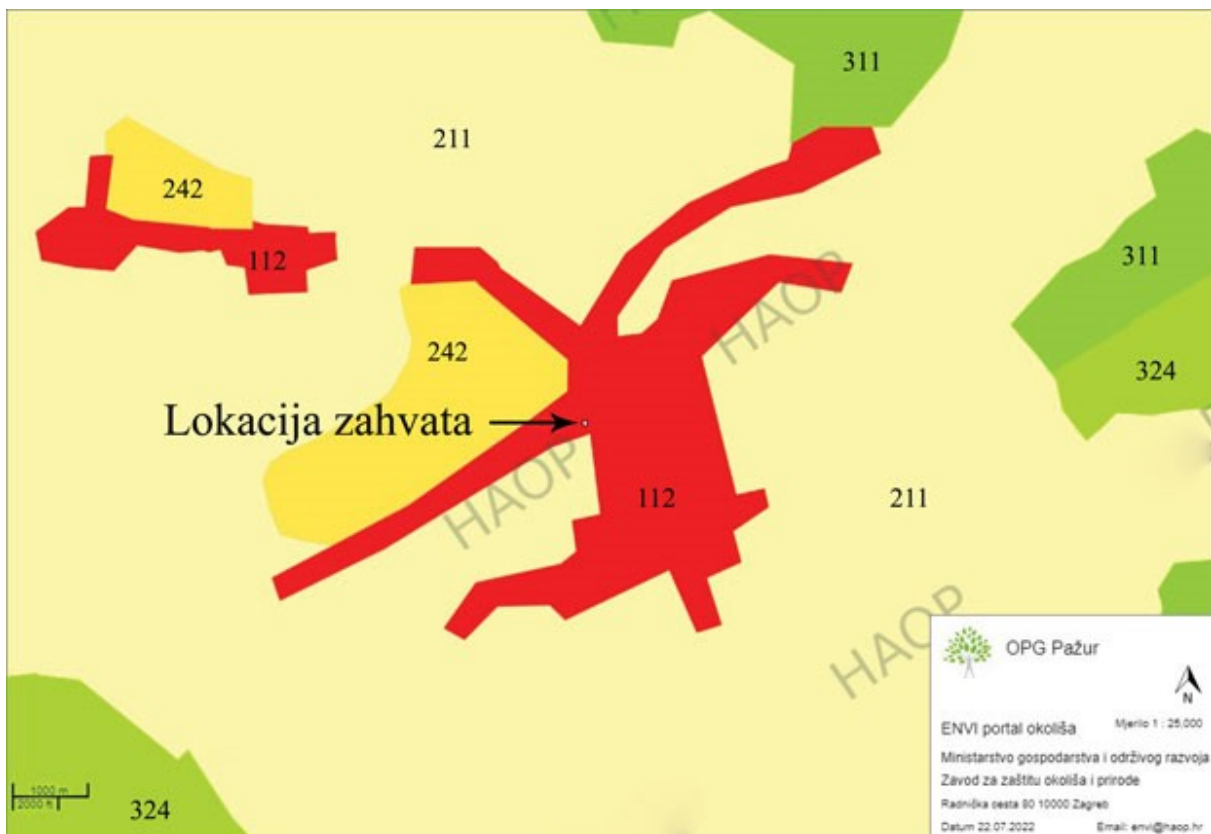 HAOP
311
211
242
311
112
HAOP
242
324
Lokacija zahvata
HAOP
112
211
HAOP
OPG Pažur
N
ENVI portal okoliša
Mjerilo 1 : 25,000
Ministarstvo gospodarstva i održivog razvoja
Zavod za zaštitu okoliša i prirode
Radnička cesta 80 10000 Zagreb
Datum 22.07.2022
Email: envi@haop.hr
1000 m
2000 ft
324